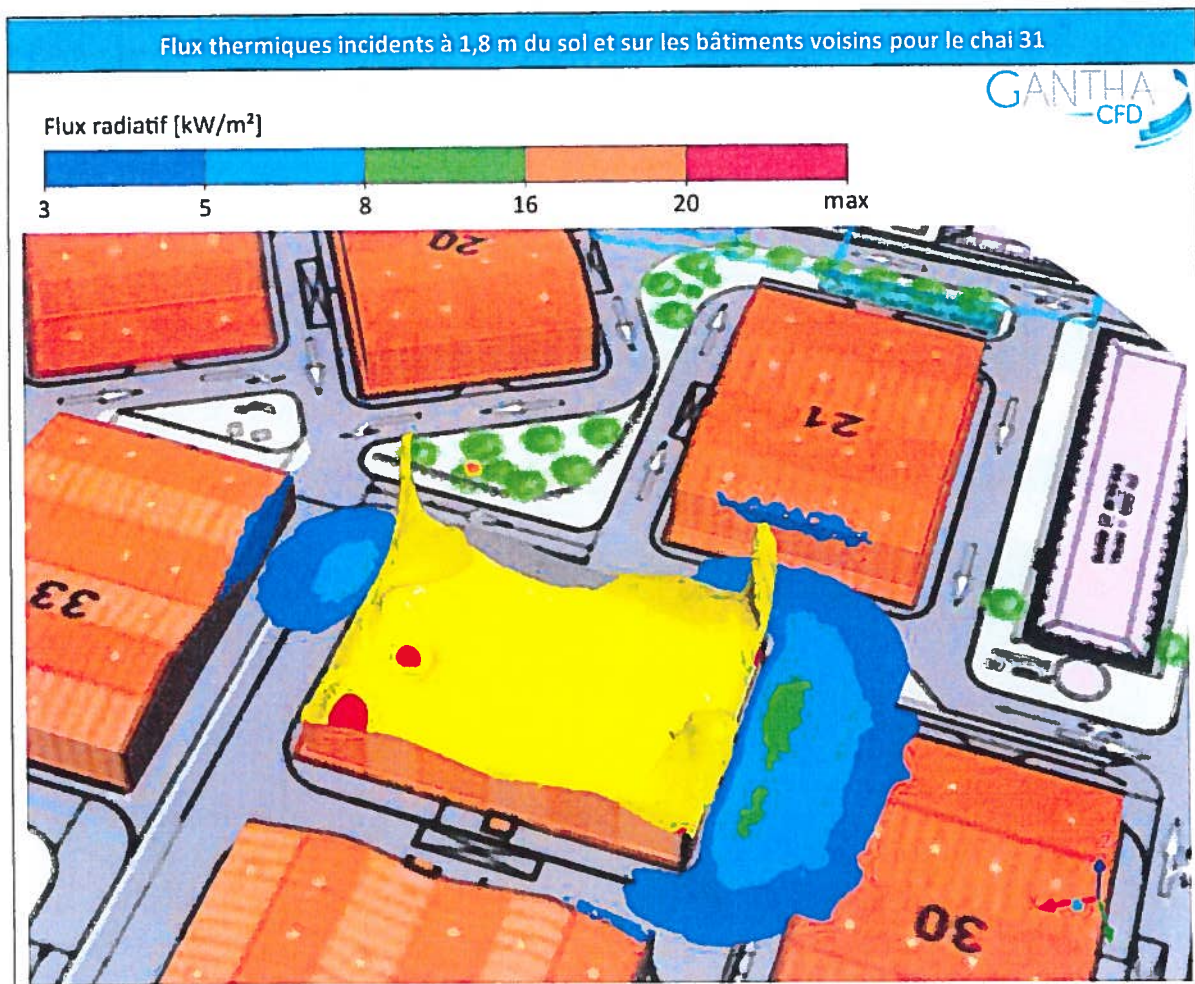 Flux thermiques incidents à 1,8 m du sol et sur les bâtiments voisins pour le chai 31
GANTHA
CFD
Flux radiatif [kW/m²]
3 5 8 16 20 max
20
21
33
30